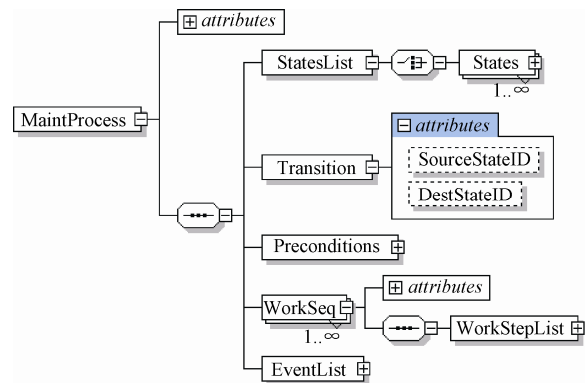 attributes
StatesList
States
1..∞
MaintProcess
attributes
Transition
SourceStateID
DestStateID
Preconditions
attributes
WorkSeq
1..∞
WorkStepList
EventList